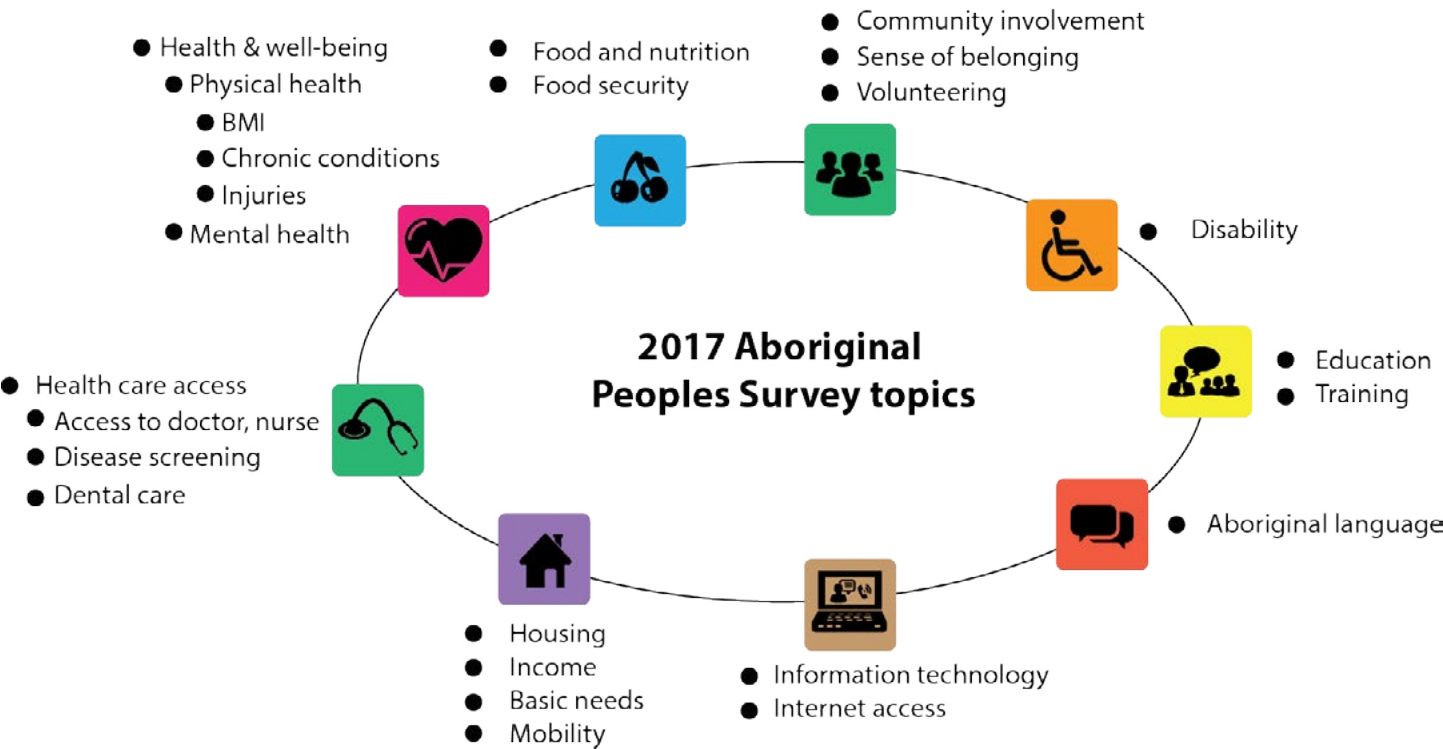 Health & well-being
Physical health
BMI
Chronic conditions
Injuries
Mental health
Food and nutrition
Food security
Community involvement
Sense of belonging
Volunteering
Disability
2017 Aboriginal
Peoples Survey topics
Education
Training
Health care access
Access to doctor, nurse
Disease screening
Dental care
Aboriginal language
Housing
Income
Basic needs
Mobility
Information technology
Internet access